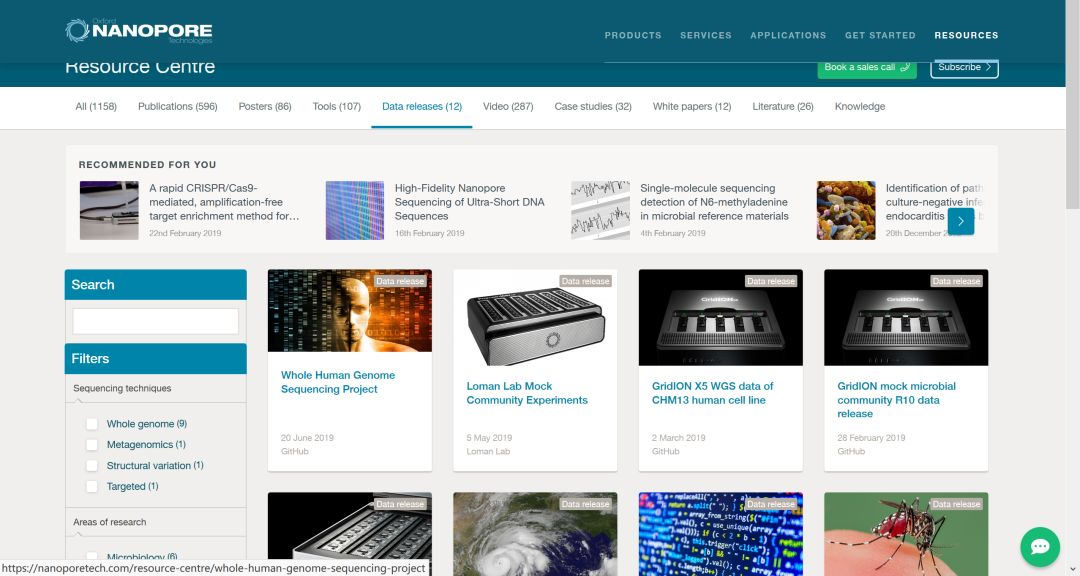 Oxford
NANOPORE
Technologies
PRODUCTS SERVICES APPLICATIONS GET STARTED RESOURCES
Resource Centre
Book a sales call
Subscribe
All (1158) Publications (596) Posters (86) Tools (107) Data releases (12) Video (287) Case studies (32) White papers (12) Literature (26) Knowledge
RECOMMENDED FOR YOU
A rapid CRISPR/Cas9-
mediated, amplification-free
target enrichment method for...
22nd February 2019
High-Fidelity Nanopore
Sequencing of Ultra-Short DNA
Sequences
16th February 2019
Single-molecule sequencing
detection of N6-methyladenine
in microbial reference materials
4th February 2019
Identification of
culture-negative
endocarditis
20th December
Search
Filters
Sequencing techniques
Whole genome (9)
Metagenomics (1)
Structural variation (1)
Targeted (1)
Areas of research
Microbiology (6)
Data release
Whole Human Genome
Sequencing Project
20 June 2019
GitHub
Data release
Loman Lab Mock
Community Experiments
5 May 2019
Loman Lab
Data release
GridION
GridION X5 WGS data of
CHM13 human cell line
2 March 2019
GitHub
Data release
GridION
GridION mock microbial
community R10 data
release
28 February 2019
GitHub
Data release
Data release
Data release
Data release
https://nanoporetech.com/resource-centre/whole-human-genome-sequencing-project